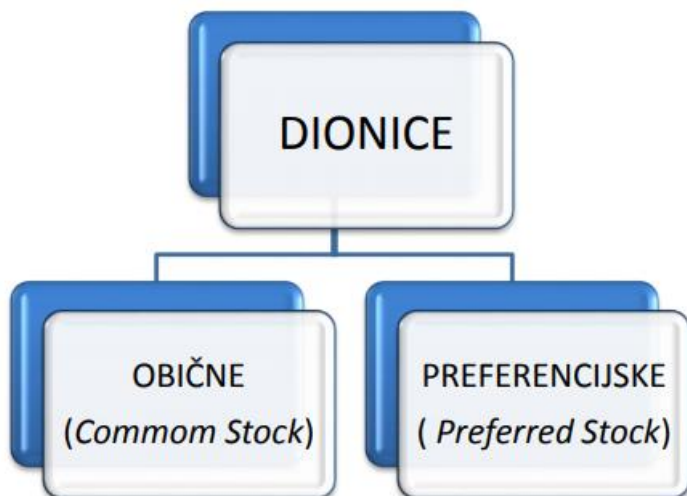 DIONICE
OBIČNE
(Commom Stock)
PREFERENCIJSKE
( Preferred Stock)